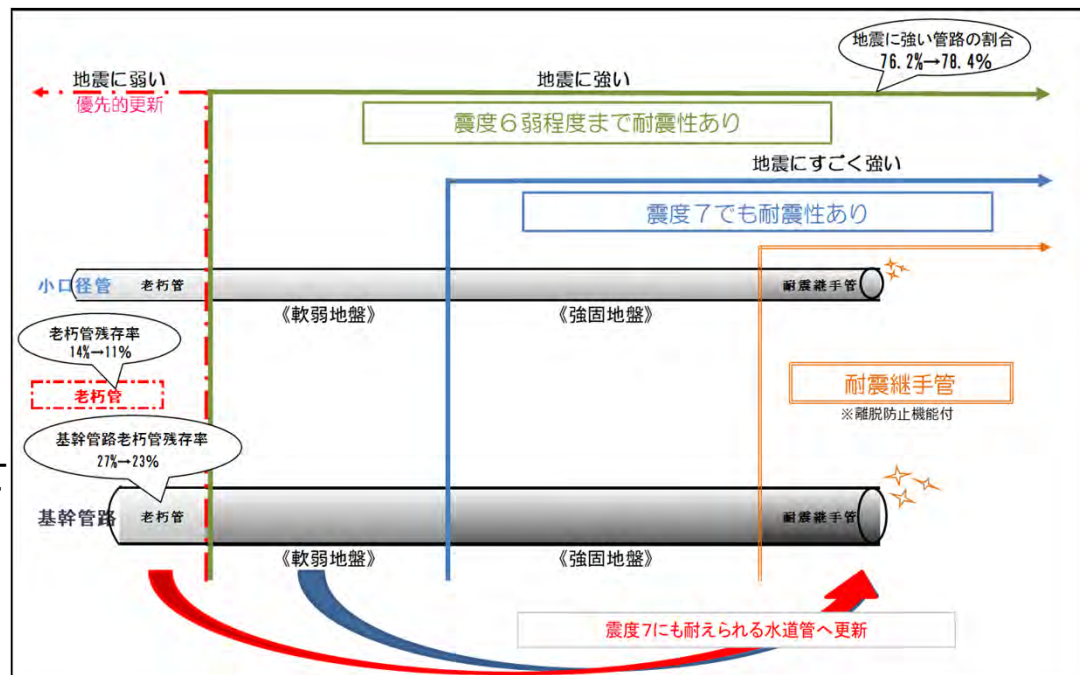 地震に強い管路の割合
76.2%→78.4%
地震に弱い
地震に強い
優先的更新
震度6弱程度まで耐震性あり
地震にすごく強い
震度7でも耐震性あり
小口径管
老朽管
耐震継手管
《軟弱地盤》
《強固地盤》
老朽管残存率
14%→11%
老朽管
耐震継手管
※離脱防止機能付
基幹管路老朽管残存率
27%→23%
基幹管路
老朽管
耐震継手管
《軟弱地盤》
《強固地盤》
震度7にも耐えられる水道管へ更新